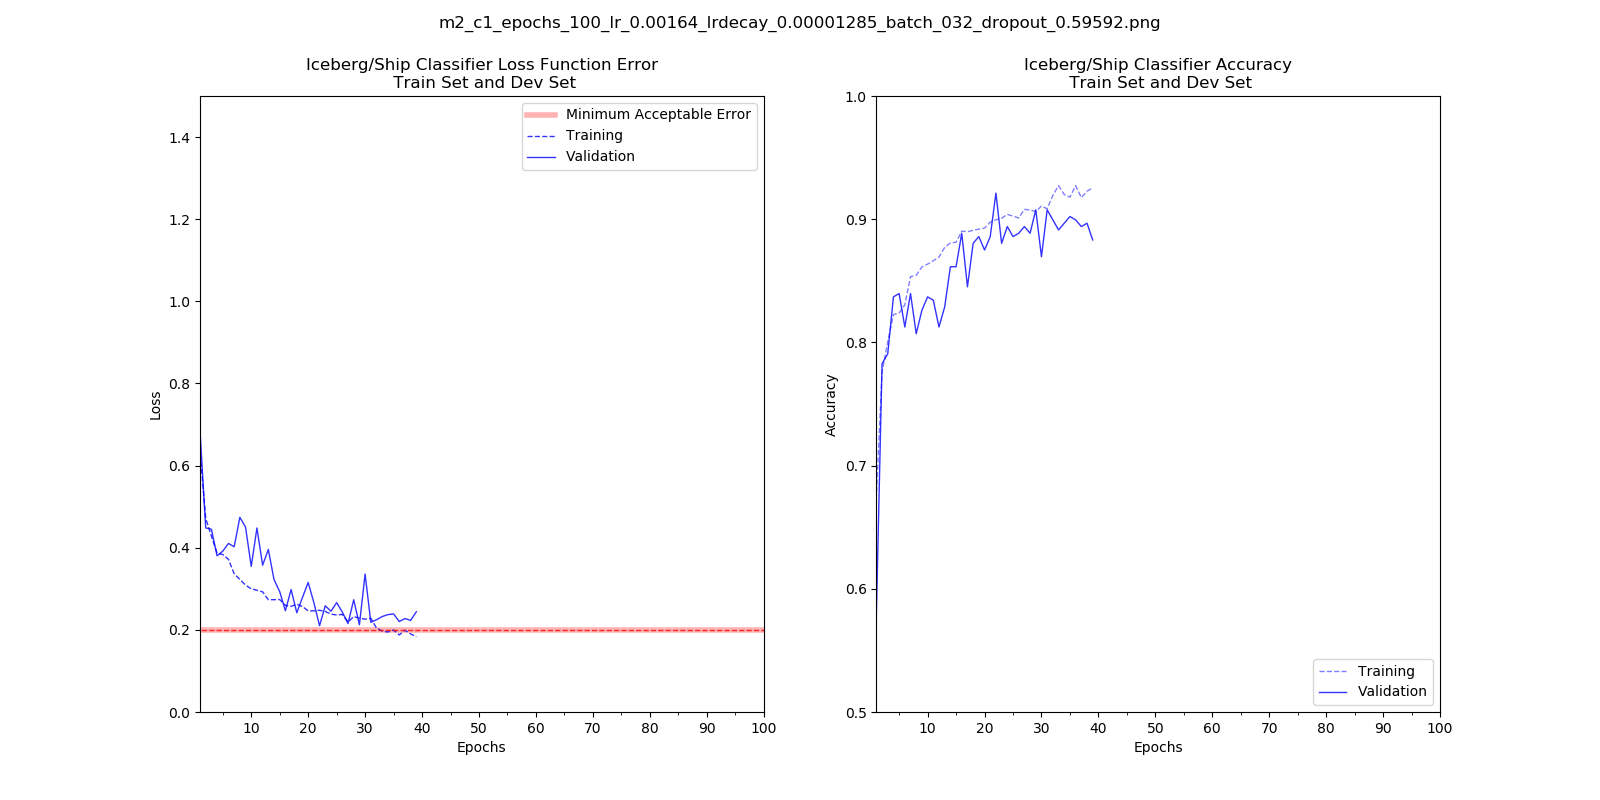 m2_c1_epochs_100_lr_0.00164_lrdecay_0.00001285_batch_032_dropout_0.59592.png
Iceberg/Ship Classifier Loss Function Error
Train Set and Dev Set
Minimum Acceptable Error
Training
Validation
1.4
1.2
1.0
0.8
0.6
0.4
0.2
0.0
Loss
10 20 30 40 50 60 70 80 90 100
Epochs
Iceberg/Ship Classifier Accuracy
Train Set and Dev Set
1.0
0.9
0.8
0.7
0.6
0.5
Accuracy
Training
Validation
10 20 30 40 50 60 70 80 90 100
Epochs